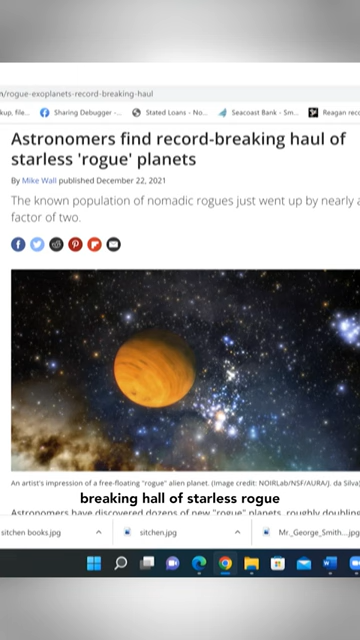 /rogue-exoplanets-record-breaking-haul
kup, file...
Sharing Debugger -...
Stated Loans - No...
Seacoast Bank - Sm...
Reagan reco
Astronomers find record-breaking haul of
starless 'rogue' planets
By Mike Wall published December 22, 2021
The known population of nomadic rogues just went up by nearly a
factor of two.
An artist's impression of a free-floating "rogue" alien planet. (Image credit: NOIRLab/NSF/AURA/J. da Silva)
breaking hall of starless rogue
Astronomers have discovered dozens of new "rogue" planets, roughly doubling
sitchen books.jpg
sitchen.jpg
Mr._George_Smith...jpg